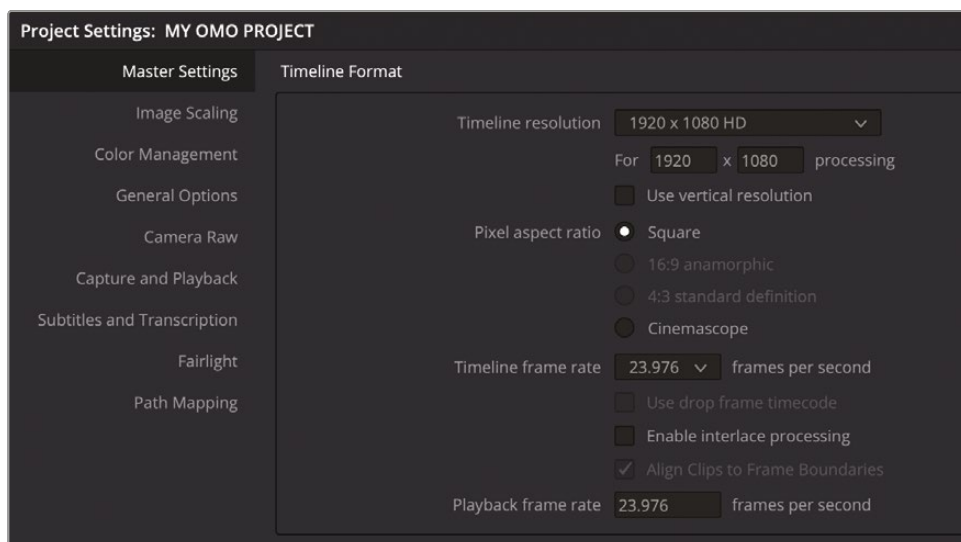 Project Settings: MY OMO PROJECT
Master Settings
Image Scaling
Color Management
General Options
Camera Raw
Capture and Playback
Subtitles and Transcription
Fairlight
Path Mapping
Timeline Format
Timeline resolution 1920 x 1080 HD
For 1920 x 1080 processing
Use vertical resolution
Pixel aspect ratio Square
16:9 anamorphic
4:3 standard definition
Cinemascope
Timeline frame rate 23.976 frames per second
Use drop frame timecode
Enable interlace processing
Align Clips to Frame Boundaries
Playback frame rate 23.976 frames per second